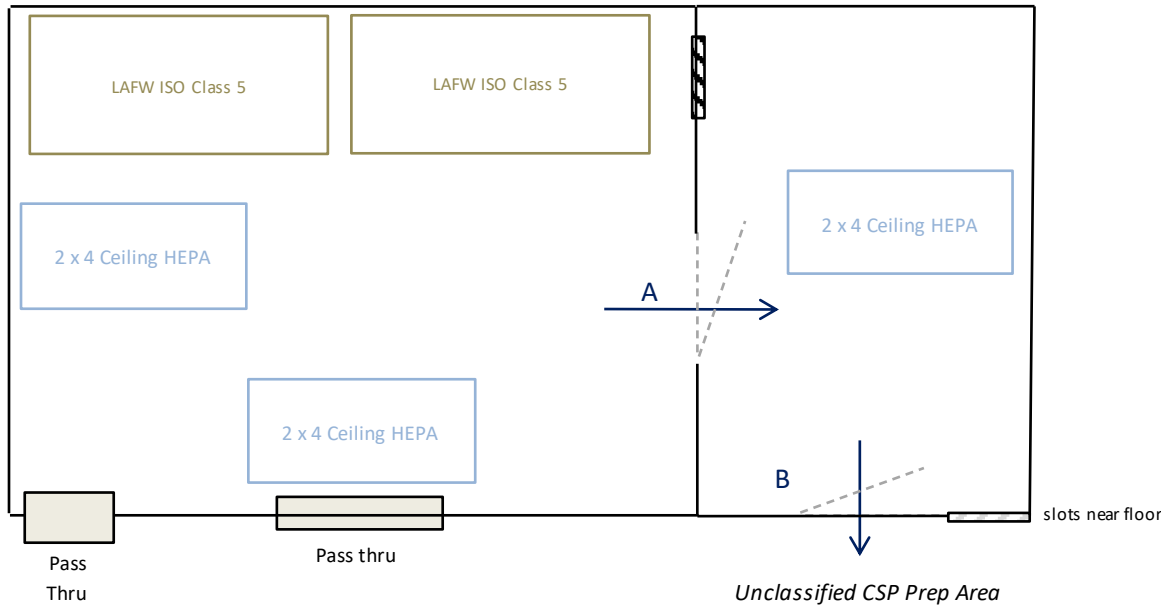 LAFW ISO Class 5
LAFW ISO Class 5
2 x 4 Ceiling HEPA
2 x 4 Ceiling HEPA
A
2 x 4 Ceiling HEPA
B
slots near floor
Pass
Thru
Pass thru
Unclassified CSP Prep Area